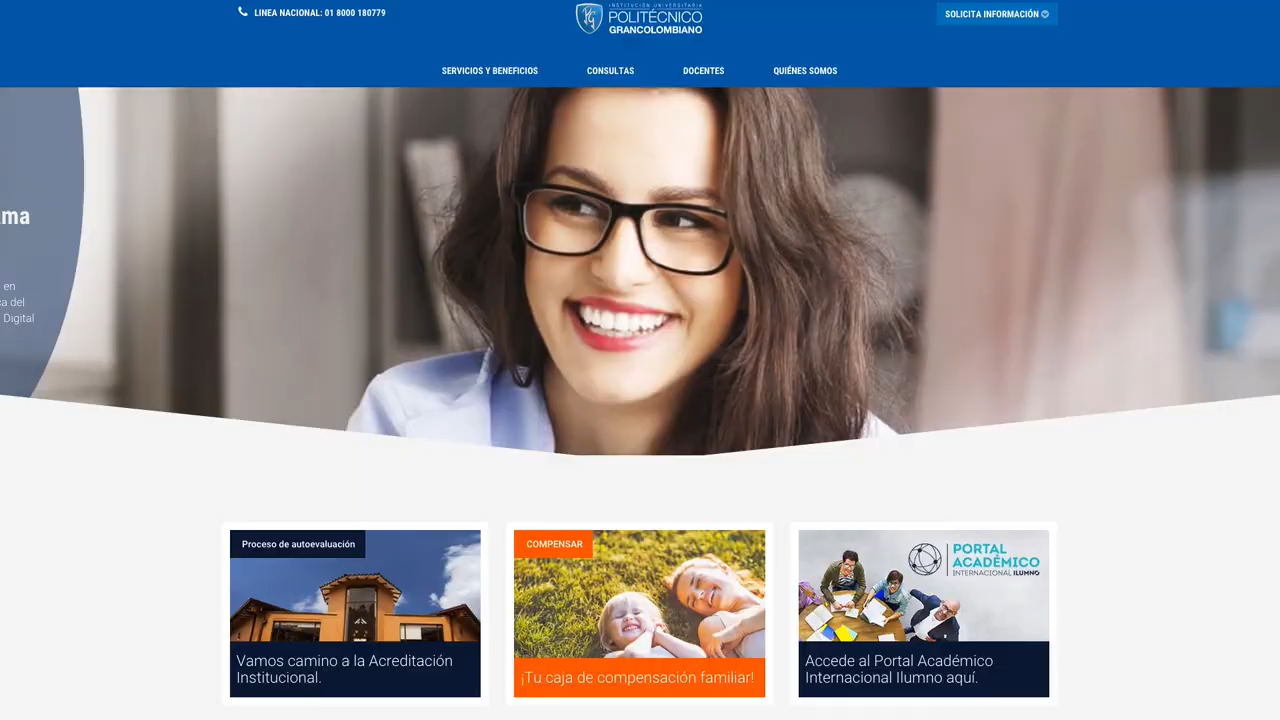 LINEA NACIONAL: 01 8000 180779
INSTITUCIÓN UNIVERSITARIA
POLITÉCNICO
GRANCOLOMBIANO
SOLICITA INFORMACIÓN
SERVICIOS Y BENEFICIOS
CONSULTAS
DOCENTES
QUIÉNES SOMOS
ma
en
a del
Digital
Proceso de autoevaluación
Vamos camino a la Acreditación
Institucional.
COMPENSAR
¡Tu caja de compensación familiar!
PORTAL
ACADÉMICO
INTERNACIONAL ILUMNO
Accede al Portal Académico
Internacional Ilumno aquí.